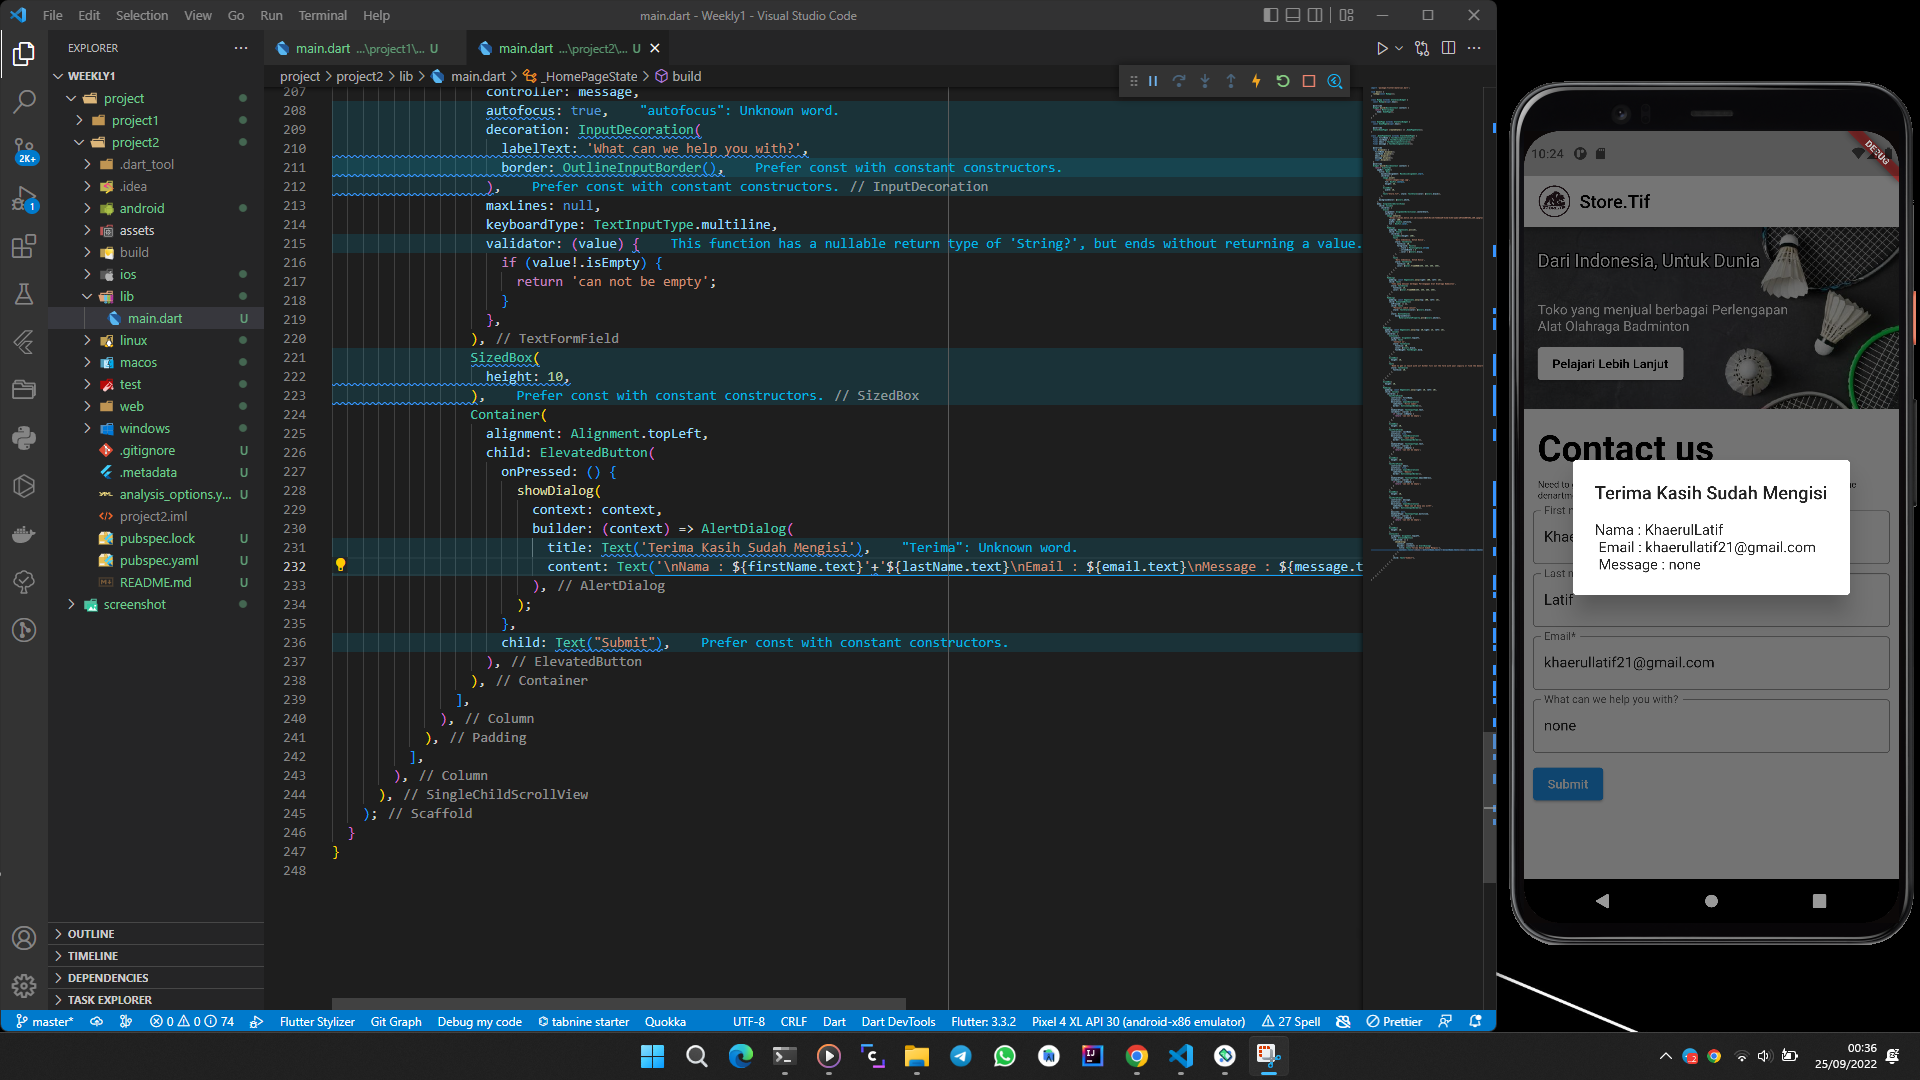 File Edit Selection View Go Run Terminal Help
main.dart - Weekly1 - Visual Studio Code
EXPLORER
WEEKLY1
project
project1
project2
.dart_tool
.idea
android
assets
build
ios
lib
main.dart U
linux
macos
test
web
windows
.gitignore U
.metadata U
analysis_options.y... U
project2.iml
pubspec.lock U
pubspec.yaml U
README.md U
screenshot
OUTLINE
TIMELINE
DEPENDENCIES
TASK EXPLORER
2K+
1
main.dart ...\project1\... U
main.dart ...\project2\... U
project > project2 > lib > main.dart > _HomePageState > build
207 controller: message,
208 autofocus: true, "autofocus": Unknown word.
209 decoration: InputDecoration(
210 labelText: 'What can we help you with?',
211 border: OutlineInputBorder(), Prefer const with constant constructors.
212 ), Prefer const with constant constructors. // InputDecoration
213 maxLines: null,
214 keyboardType: TextInputType.multiline,
215 validator: (value) { This function has a nullable return type of 'String?', but ends without returning a value.
216 if (value!.isEmpty) {
217 return 'can not be empty';
218 }
219 },
220 ), // TextFormField
221 SizedBox(
222 height: 10,
223 ), Prefer const with constant constructors. // SizedBox
224 Container(
225 alignment: Alignment.topLeft,
226 child: ElevatedButton(
227 onPressed: () {
228 showDialog(
229 context: context,
230 builder: (context) => AlertDialog(
231 title: Text('Terima Kasih Sudah Mengisi'), "Terima": Unknown word.
232 content: Text('\nNama : ${firstName.text}'+'${lastName.text}\nEmail : ${email.text}\nMessage : ${message.t
233 ), // AlertDialog
234 );
235 },
236 child: Text("Submit"), Prefer const with constant constructors.
237 ), // ElevatedButton
238 ), // Container
239 ],
240 ), // Column
241 ), // Padding
242 ],
243 ), // Column
244 ), // SingleChildScrollView
245 ); // Scaffold
246 }
247 }
248
master* 0 0 74 Flutter Stylizer Git Graph Debug my code tabnine starter Quokka UTF-8 CRLF Dart Dart DevTools Flutter: 3.3.2 Pixel 4 XL API 30 (android-x86 emulator) 27 Spell Prettier
10:24
DEBUG
Store.Tif
Dari Indonesia, Untuk Dunia
Toko yang menjual berbagai Perlengapan
Alat Olahraga Badminton
Pelajari Lebih Lanjut
Contact us
Need to
denartm
First n
Khae
Last n
Latif
Email*
khaerullatif21@gmail.com
What can we help you with?
none
Submit
Terima Kasih Sudah Mengisi
Nama : KhaerulLatif
Email : khaerullatif21@gmail.com
Message : none
00:36
25/09/2022